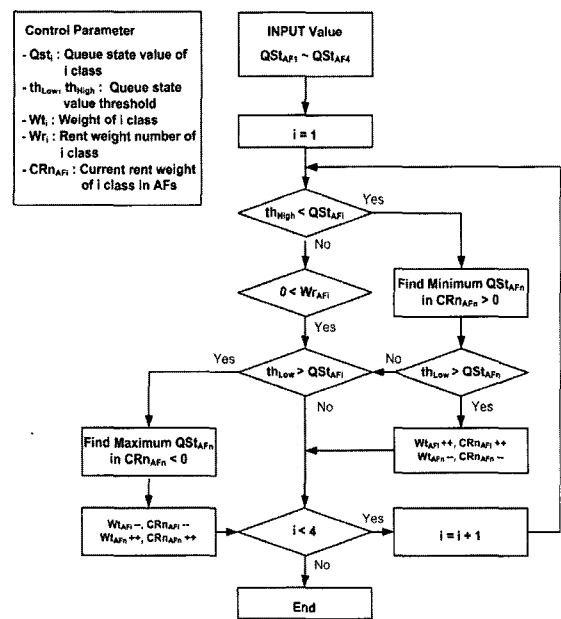 Control Parameter
- Qst_i : Queue state value of
i class
- th_Low, th_High : Queue state
value threshold
- Wt_i : Weight of i class
- Wr_i : Rent weight number of
i class
- CRn_AFi : Current rent weight
of i class in AFs
INPUT Value
QSt_AF1 ~ QSt_AF4
i = 1
th_High < QSt_AFi
Yes
No
0 < Wr_AFi
Yes
Find Minimum QSt_AFn
in CRn_AFn > 0
th_Low > QSt_AFi
Yes
No
th_Low > QSt_AFn
No
Yes
Find Maximum QSt_AFn
in CRn_AFn < 0
Wt_AFi ++, CRn_AFi ++
Wt_AFn --, CRn_AFn --
Wt_AFi --, CRn_AFi --
Wt_AFn ++, CRn_AFn ++
i < 4
Yes
i = i + 1
No
End